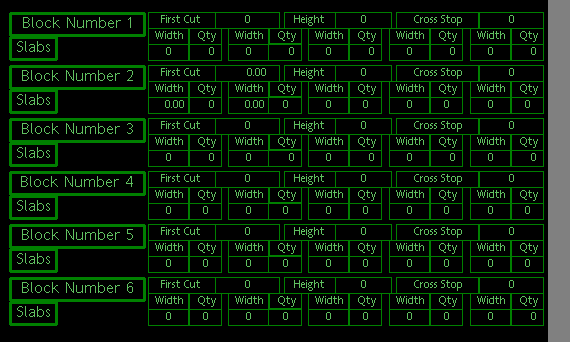 Block Number 1 First Cut 0 Height 0 Cross Stop 0
Slabs Width Qty Width Qty Width Qty Width Qty Width Qty
0 0 0 0 0 0 0 0 0 0
Block Number 2 First Cut 0.00 Height 0 Cross Stop 0
Slabs Width Qty Width Qty Width Qty Width Qty Width Qty
0.00 0 0.00 0 0 0 0 0 0 0
Block Number 3 First Cut 0 Height 0 Cross Stop 0
Slabs Width Qty Width Qty Width Qty Width Qty Width Qty
0 0 0 0 0 0 0 0 0 0
Block Number 4 First Cut 0 Height 0 Cross Stop 0
Slabs Width Qty Width Qty Width Qty Width Qty Width Qty
0 0 0 0 0 0 0 0 0 0
Block Number 5 First Cut 0 Height 0 Cross Stop 0
Slabs Width Qty Width Qty Width Qty Width Qty Width Qty
0 0 0 0 0 0 0 0 0 0
Block Number 6 First Cut 0 Height 0 Cross Stop 0
Slabs Width Qty Width Qty Width Qty Width Qty Width Qty
0 0 0 0 0 0 0 0 0 0